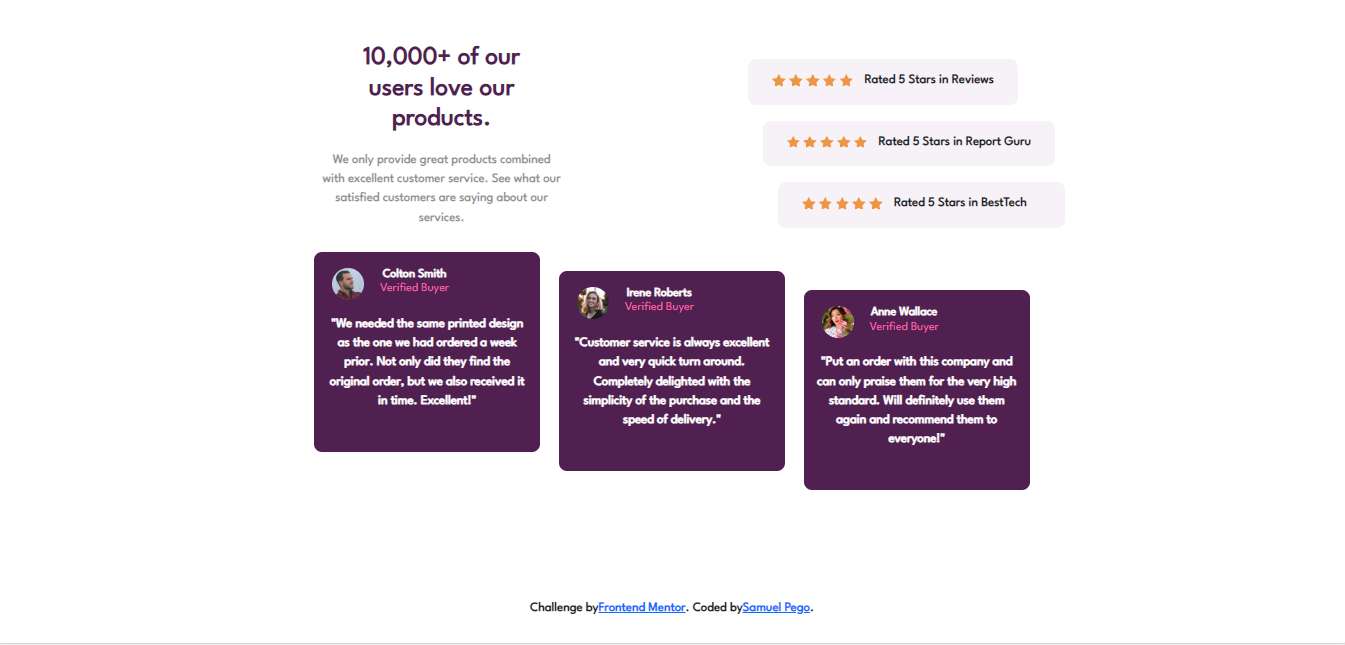 10,000+ of our
users love our
products.
We only provide great products combined
with excellent customer service. See what our
satisfied customers are saying about our
services.
Rated 5 Stars in Reviews
Rated 5 Stars in Report Guru
Rated 5 Stars in BestTech
Colton Smith
Verified Buyer
"We needed the same printed design
as the one we had ordered a week
prior. Not only did they find the
original order, but we also received it
in time. Excellent!"
Irene Roberts
Verified Buyer
"Customer service is always excellent
and very quick turn around.
Completely delighted with the
simplicity of the purchase and the
speed of delivery."
Anne Wallace
Verified Buyer
"Put an order with this company and
can only praise them for the very high
standard. Will definitely use them
again and recommend them to
everyone!"
Challenge byFrontend Mentor. Coded bySamuel Pego.